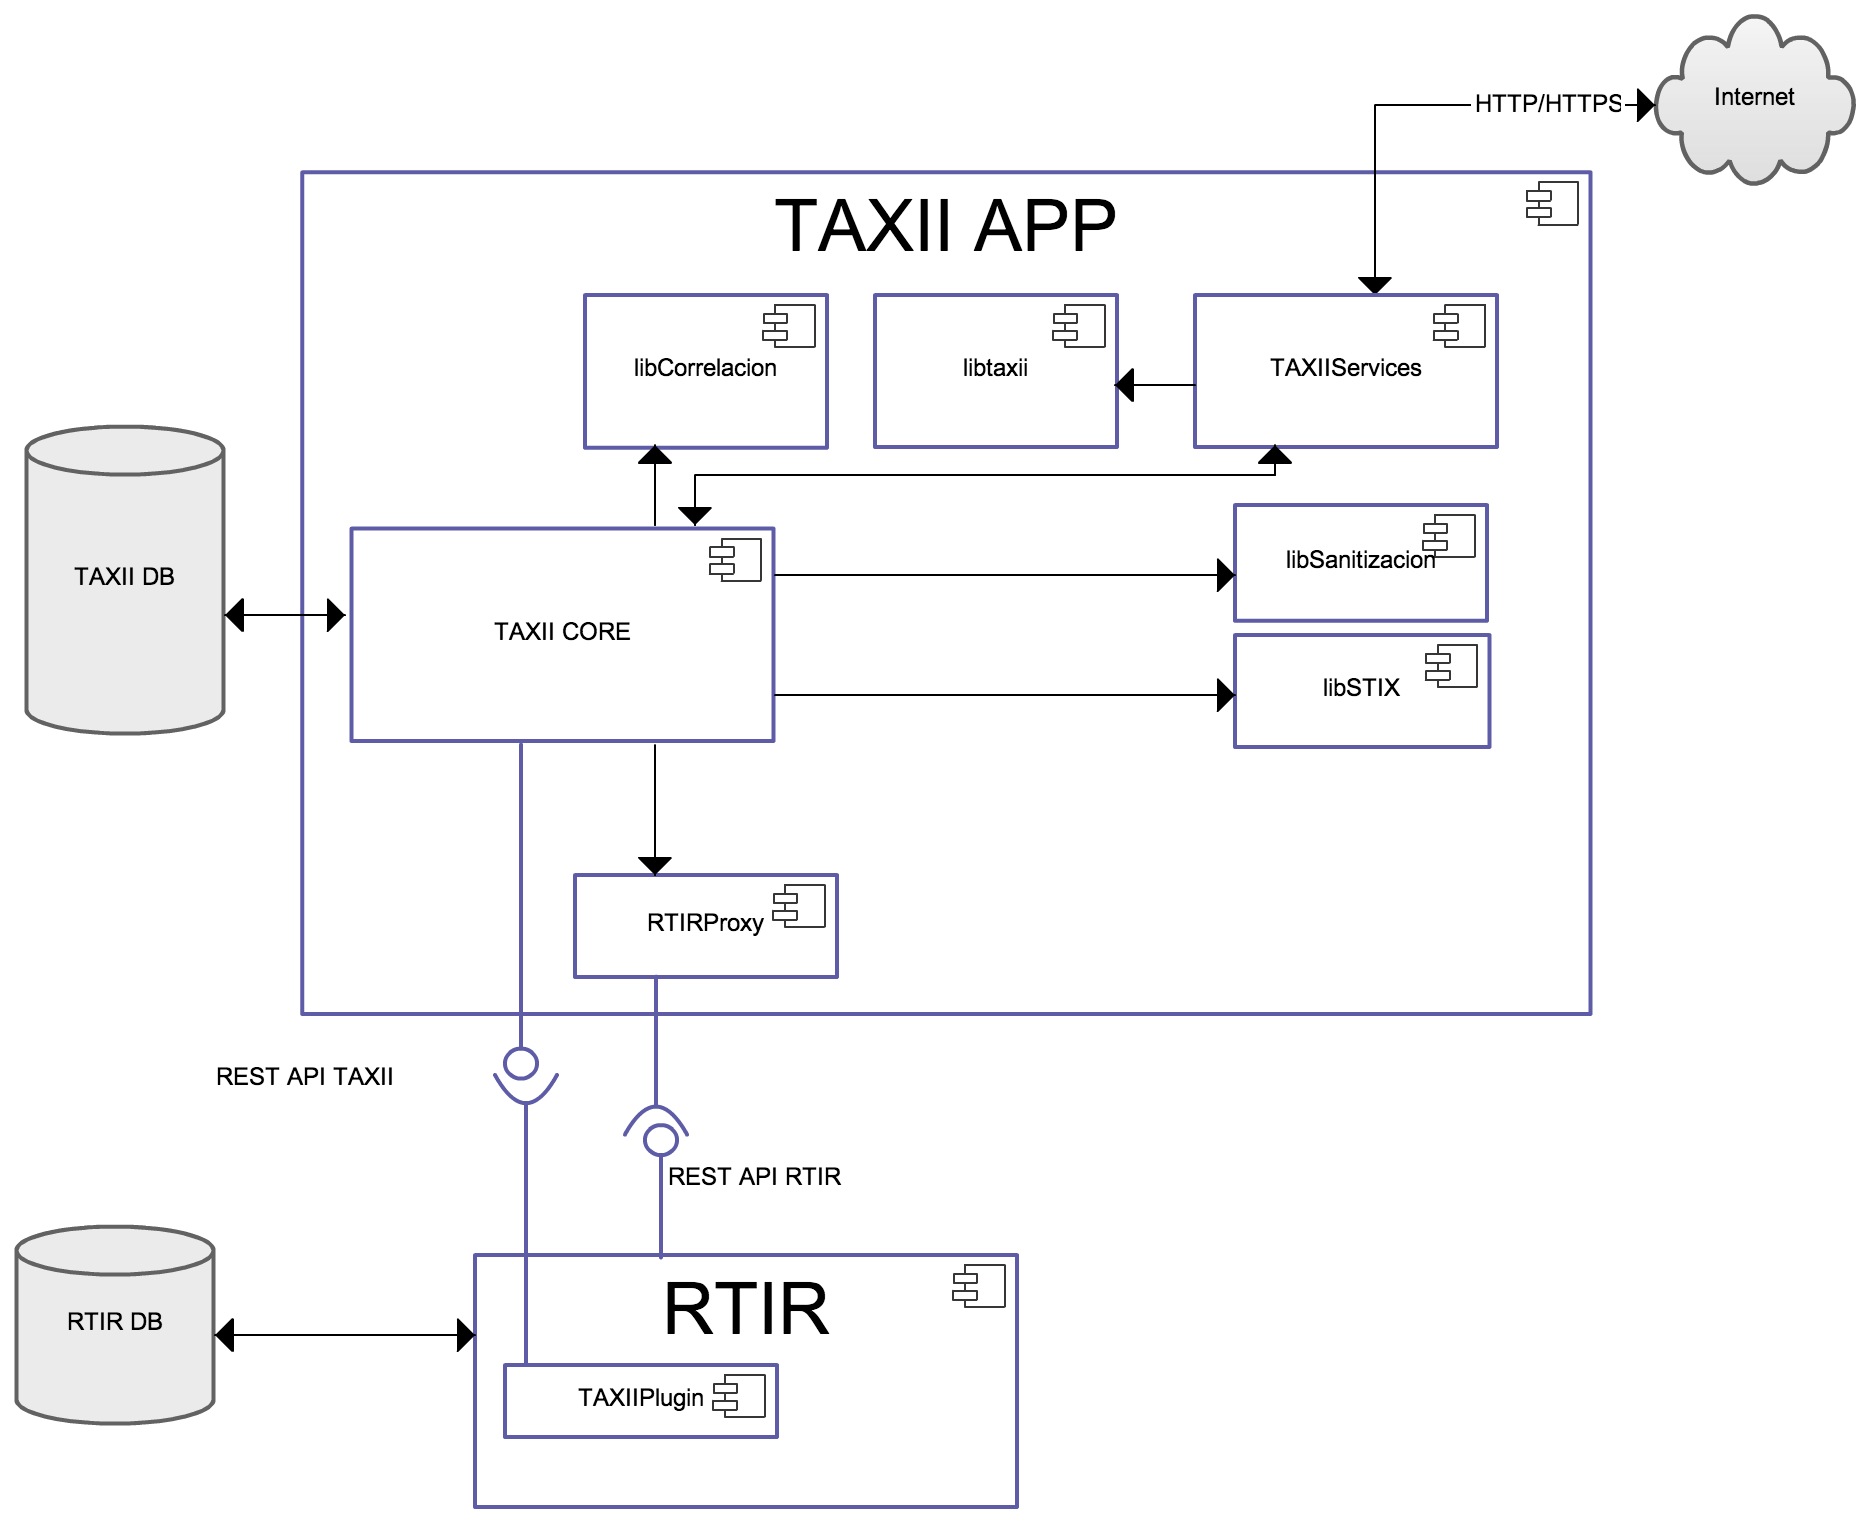 Internet
HTTP/HTTPS
TAXII APP
libCorrelacion
libtaxii
TAXIIServices
TAXII DB
libSanitizacion
TAXII CORE
libSTIX
RTIRProxy
REST API TAXII
REST API RTIR
RTIR DB
RTIR
TAXIIPlugin